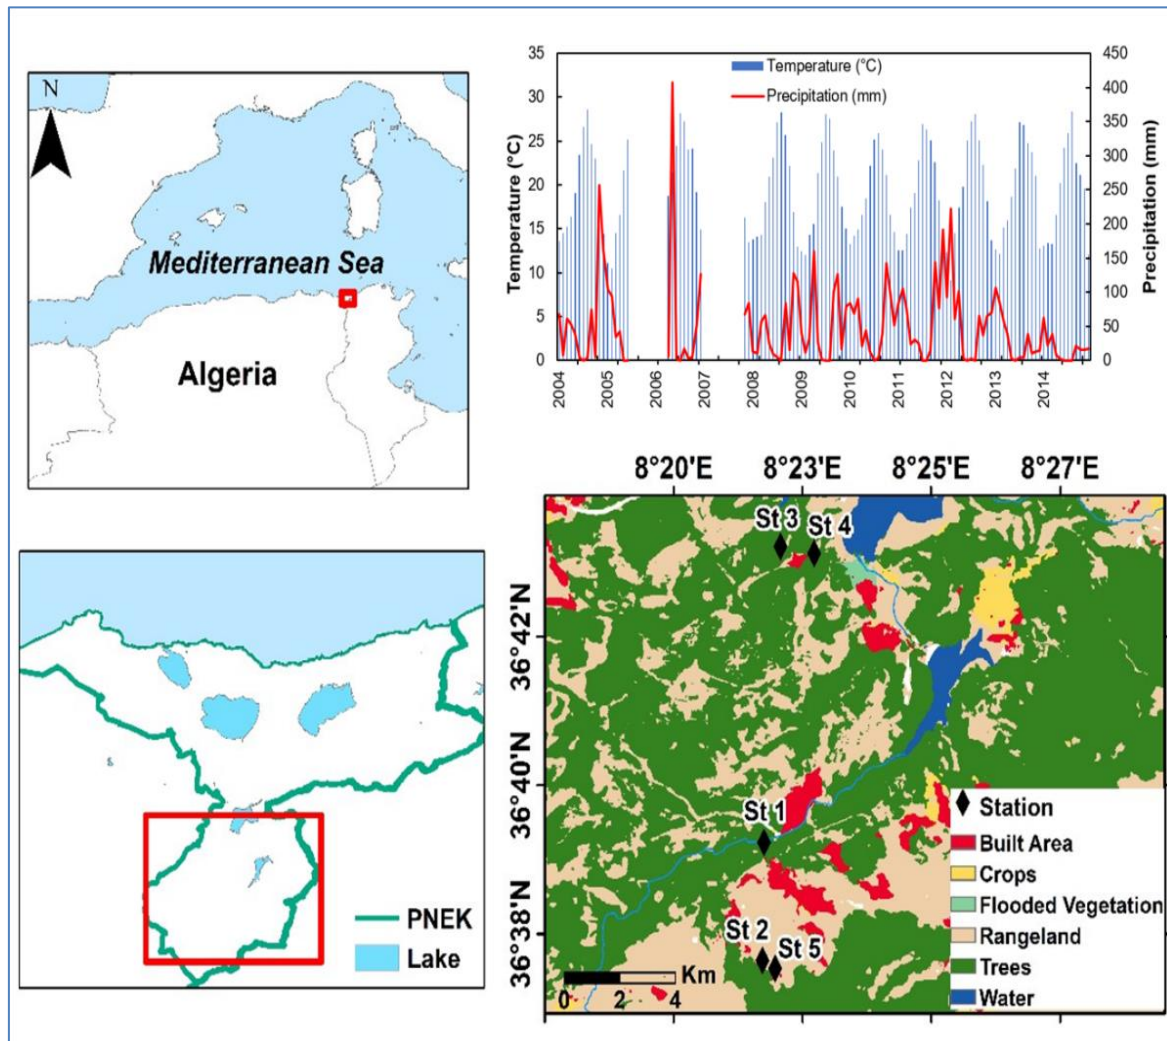 N
Mediterranean Sea
Algeria
Temperature (°C)
Precipitation (mm)
Temperature (°C)
35
30
25
20
15
10
5
0
Precipitation (mm)
450
400
350
300
250
200
150
100
50
0
2004
2005
2006
2007
2008
2009
2010
2011
2012
2013
2014
PNEK
Lake
8°20'E 8°23'E 8°25'E 8°27'E
36°42'N
36°40'N
36°38'N
St 3
St 4
St 1
St 2
St 5
Km
0 2 4
Station
Built Area
Crops
Flooded Vegetation
Rangeland
Trees
Water